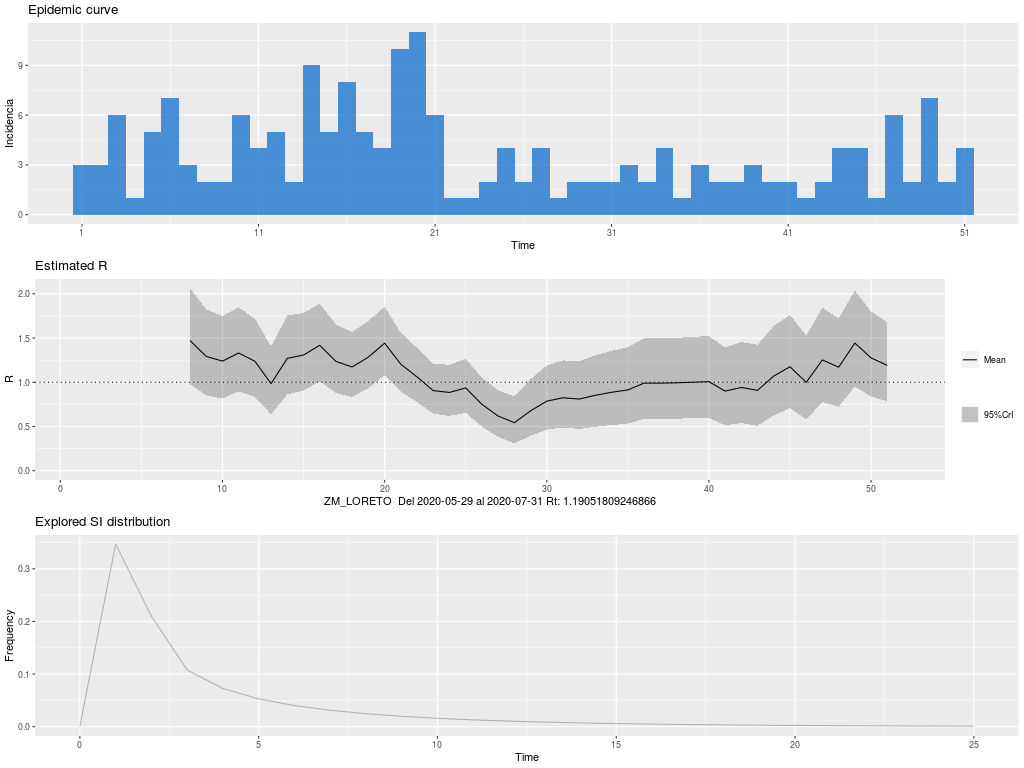 Epidemic curve
Incidencia
9
6
3
0
1 11 21 31 41 51
Time
Estimated R
R
2.0
1.5
1.0
0.5
0.0
0 10 20 30 40 50
ZM_LORETO Del 2020-05-29 al 2020-07-31 Rt: 1.19051809246866
Mean
95%CrI
Explored SI distribution
Frequency
0.3
0.2
0.1
0.0
0 5 10 15 20 25
Time